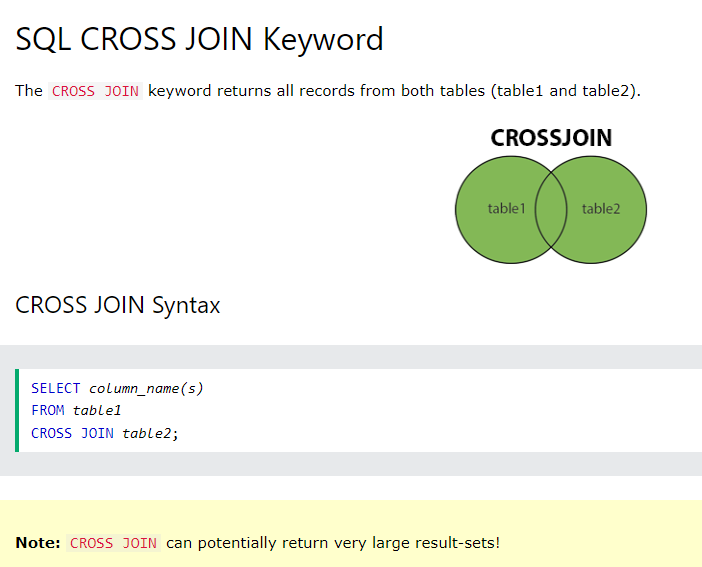 SQL CROSS JOIN Keyword
The CROSS JOIN keyword returns all records from both tables (table1 and table2).
CROSSJOIN
table1 table2
CROSS JOIN Syntax
SELECT column_name(s)
FROM table1
CROSS JOIN table2;
Note: CROSS JOIN can potentially return very large result-sets!